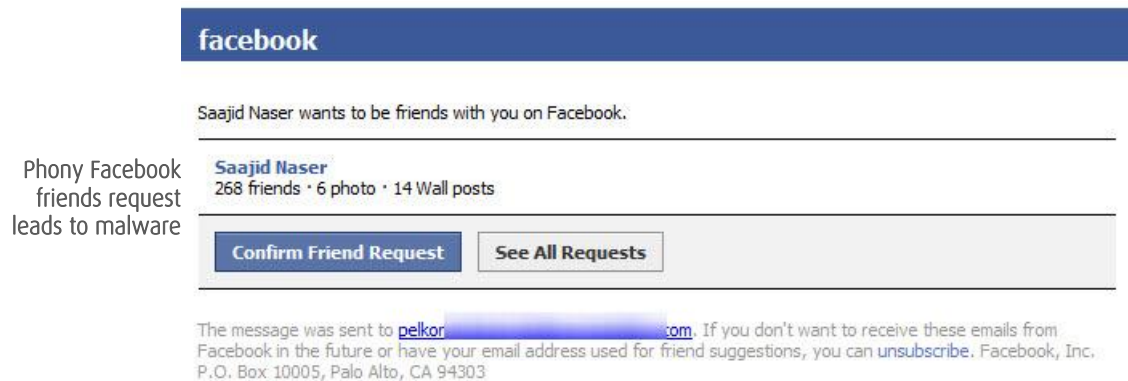 facebook
Saajid Naser wants to be friends with you on Facebook.
Phony Facebook
friends request
leads to malware
Saajid Naser
268 friends · 6 photo · 14 Wall posts
Confirm Friend Request
See All Requests
The message was sent to pelkor com. If you don't want to receive these emails from
Facebook in the future or have your email address used for friend suggestions, you can unsubscribe. Facebook, Inc.
P.O. Box 10005, Palo Alto, CA 94303